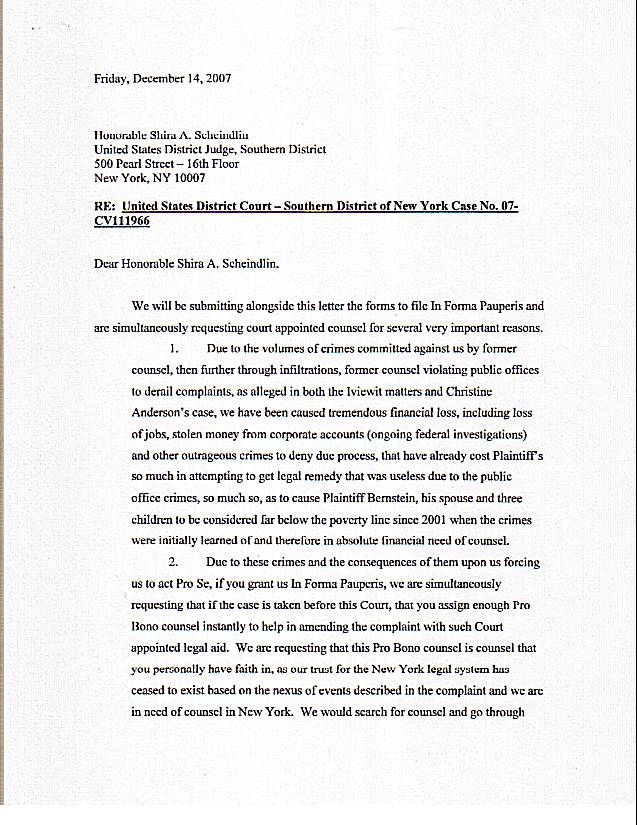 Friday, December 14, 2007
Honorable Shira A. Scheindlin
United States District Judge, Southern District
500 Pearl Street – 16th Floor
New York, NY 10007
RE: United States District Court – Southern District of New York Case No. 07-
CV111966
Dear Honorable Shira A. Scheindlin,
We will be submitting alongside this letter the forms to file In Forma Pauperis and
are simultaneously requesting court appointed counsel for several very important reasons.
1. Due to the volumes of crimes committed against us by former
counsel, then further through infiltrations, former counsel violating public offices
to derail complaints, as alleged in both the Iviewit matters and Christine
Anderson's case, we have been caused tremendous financial loss, including loss
of jobs, stolen money from corporate accounts (ongoing federal investigations)
and other outrageous crimes to deny due process, that have already cost Plaintiff's
so much in attempting to get legal remedy that was useless due to the public
office crimes, so much so, as to cause Plaintiff Bernstein, his spouse and three
children to be considered far below the poverty line since 2001 when the crimes
were initially learned of and therefore in absolute financial need of counsel.
2. Due to these crimes and the consequences of them upon us forcing
us to act Pro Se, if you grant us In Forma Pauperis, we are simultaneously
requesting that if the case is taken before this Court, that you assign enough Pro
Bono counsel instantly to help in amending the complaint with such Court
appointed legal aid. We are requesting that this Pro Bono counsel is counsel that
you personally have faith in, as our trust for the New York legal system has
ceased to exist based on the nexus of events described in the complaint and we are
in need of counsel in New York. We would search for counsel and go through